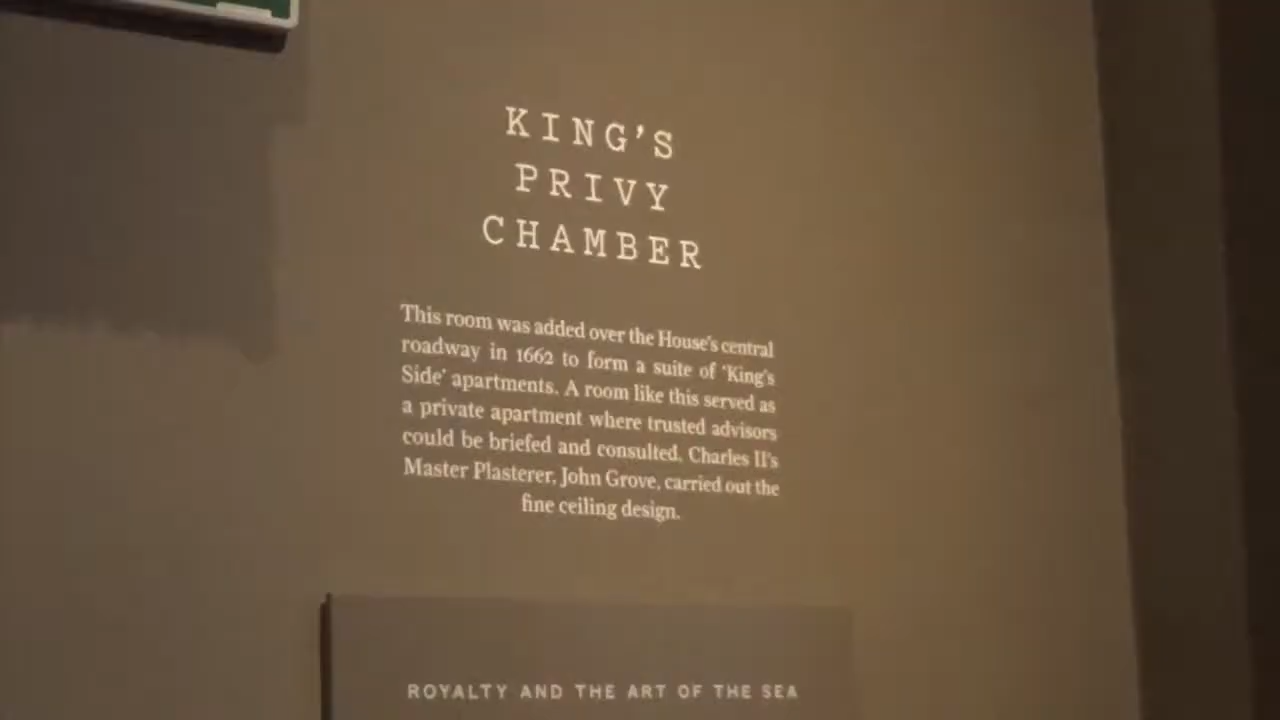 KING'S
PRIVY
CHAMBER
This room was added over the House's central
roadway in 1662 to form a suite of 'King's
Side' apartments. A room like this served as
a private apartment where trusted advisors
could be briefed and consulted. Charles II's
Master Plasterer, John Grove, carried out the
fine ceiling design.
ROYALTY AND THE ART OF THE SEA